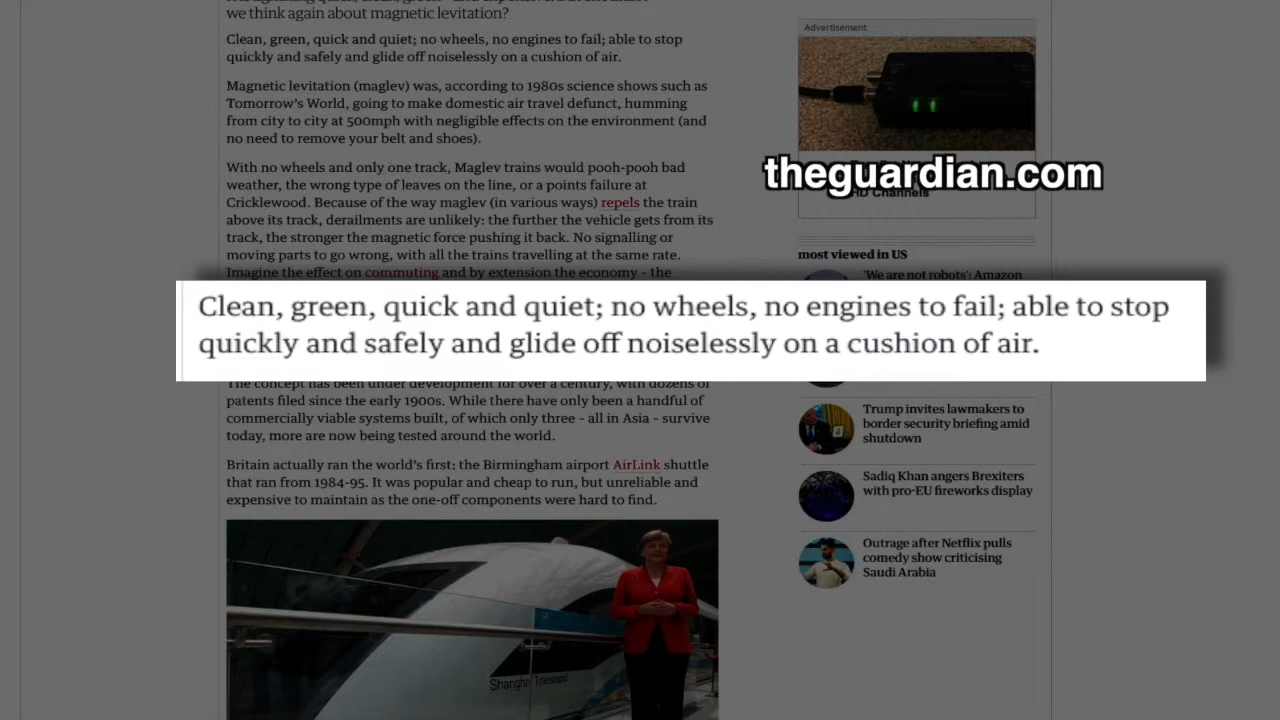 we think again about magnetic levitation?
Clean, green, quick and quiet; no wheels, no engines to fail; able to stop
quickly and safely and glide off noiselessly on a cushion of air.
Magnetic levitation (maglev) was, according to 1980s science shows such as
Tomorrow's World, going to make domestic air travel defunct, humming
from city to city at 500mph with negligible effects on the environment (and
no need to remove your belt and shoes).
With no wheels and only one track, Maglev trains would pooh-pooh bad
weather, the wrong type of leaves on the line, or a points failure at
Cricklewood. Because of the way maglev (in various ways) repels the train
above its track, derailments are unlikely: the further the vehicle gets from its
track, the stronger the magnetic force pushing it back. No signalling or
moving parts to go wrong, with all the trains travelling at the same rate.
Imagine the effect on commuting and by extension the economy – the
Clean, green, quick and quiet; no wheels, no engines to fail; able to stop
quickly and safely and glide off noiselessly on a cushion of air.
The concept has been under development for over a century, with dozens of
patents filed since the early 1900s. While there have only been a handful of
commercially viable systems built, of which only three – all in Asia – survive
today, more are now being tested around the world.
Britain actually ran the world's first: the Birmingham airport AirLink shuttle
that ran from 1984-95. It was popular and cheap to run, but unreliable and
expensive to maintain as the one-off components were hard to find.
Shanghai Transrapid
Advertisement
theguardian.com
HD Channels
most viewed in US
'We are not robots': Amazon
Trump invites lawmakers to
border security briefing amid
shutdown
Sadiq Khan angers Brexiters
with pro-EU fireworks display
Outrage after Netflix pulls
comedy show criticising
Saudi Arabia